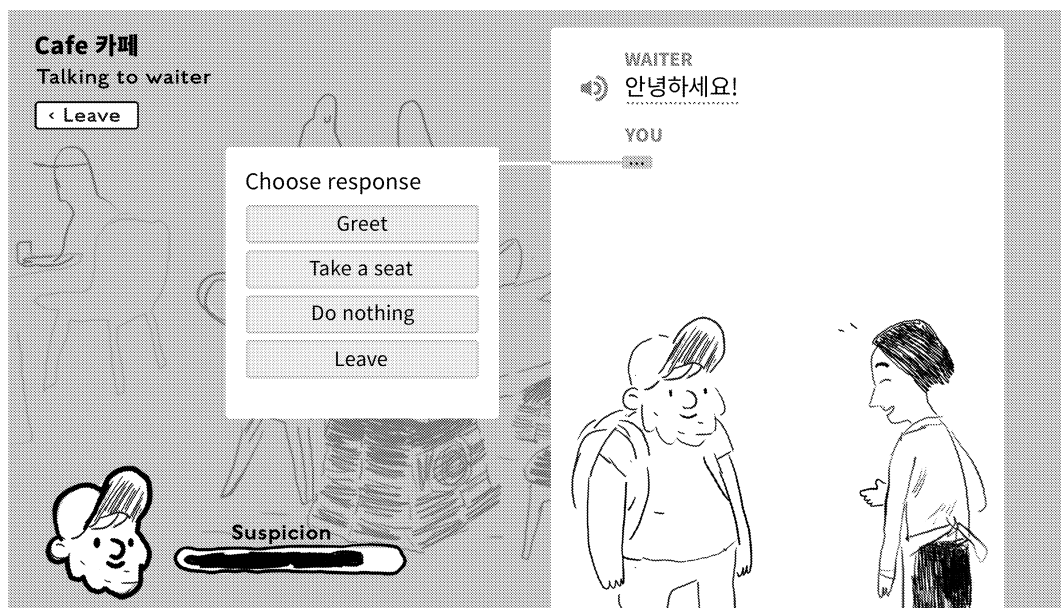 Cafe 카페
Talking to waiter
‹ Leave
WAITER
안녕하세요!
YOU
...
Choose response
Greet
Take a seat
Do nothing
Leave
Suspicion